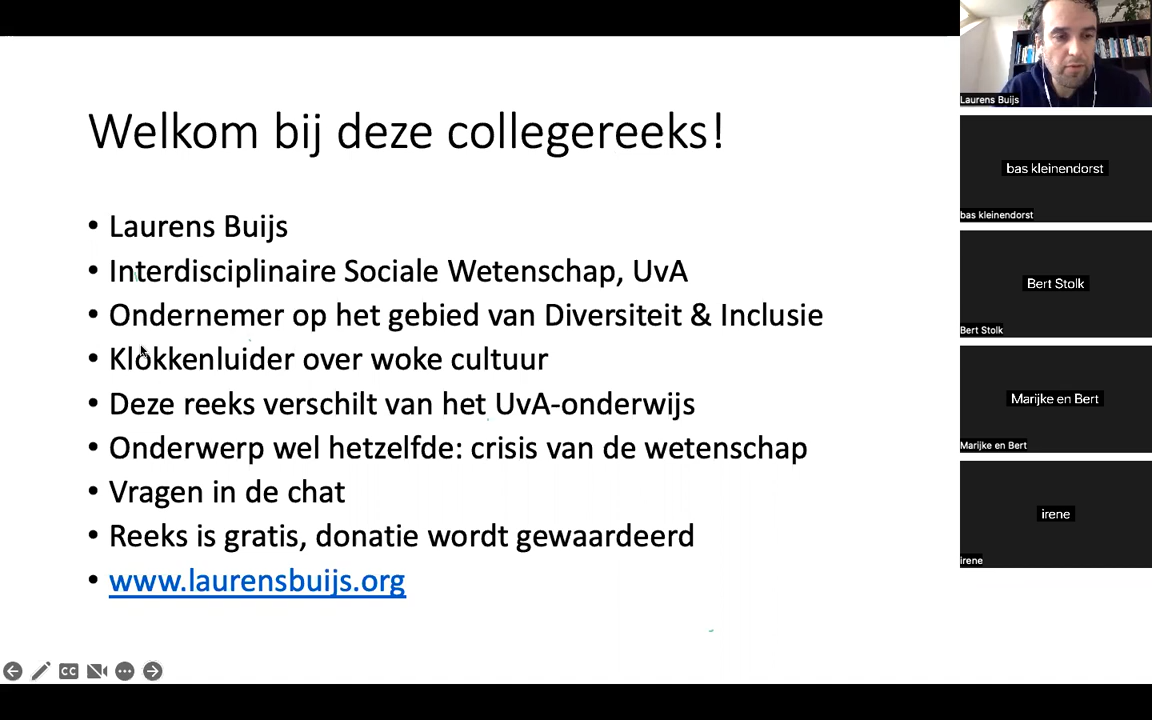 Welkom bij deze collegereeks!
• Laurens Buijs
• Interdisciplinaire Sociale Wetenschap, UvA
• Ondernemer op het gebied van Diversiteit & Inclusie
• Klokkenluider over woke cultuur
• Deze reeks verschilt van het UvA-onderwijs
• Onderwerp wel hetzelfde: crisis van de wetenschap
• Vragen in de chat
• Reeks is gratis, donatie wordt gewaardeerd
• www.laurensbuijs.org
CC
Laurens Buijs
bas kleinendorst
bas kleinendorst
Bert Stolk
Bert Stolk
Marijke en Bert
Marijke en Bert
irene
irene